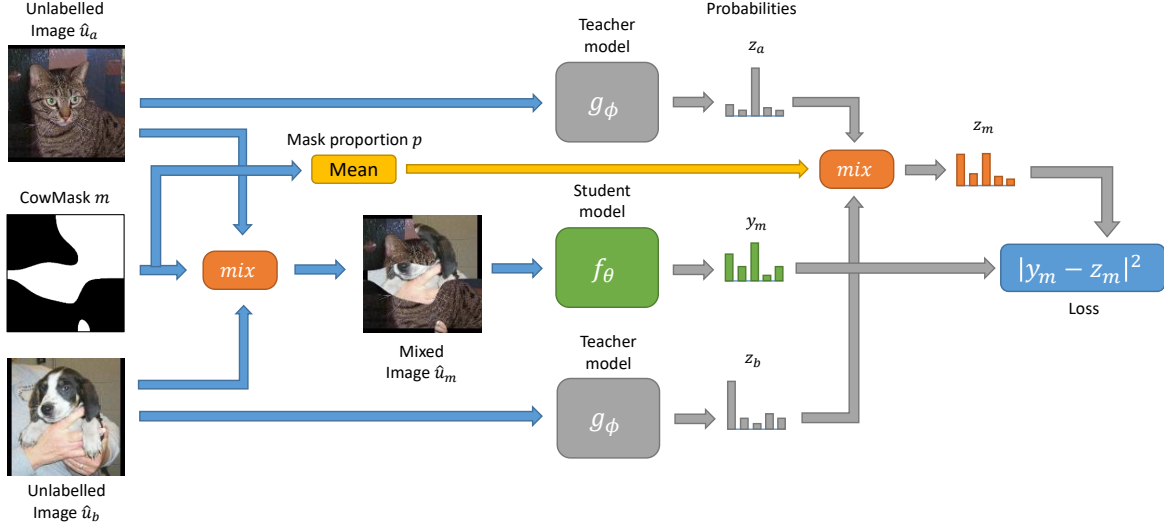 Unlabelled
Image û_a
Probabilities
Teacher
model
g_ϕ
z_a
z_m
Mask proportion p
Mean
mix
CowMask m
Student
model
y_m
mix
f_θ
|y_m − z_m|²
Loss
Mixed
Image û_m
Teacher
model
z_b
g_ϕ
Unlabelled
Image û_b